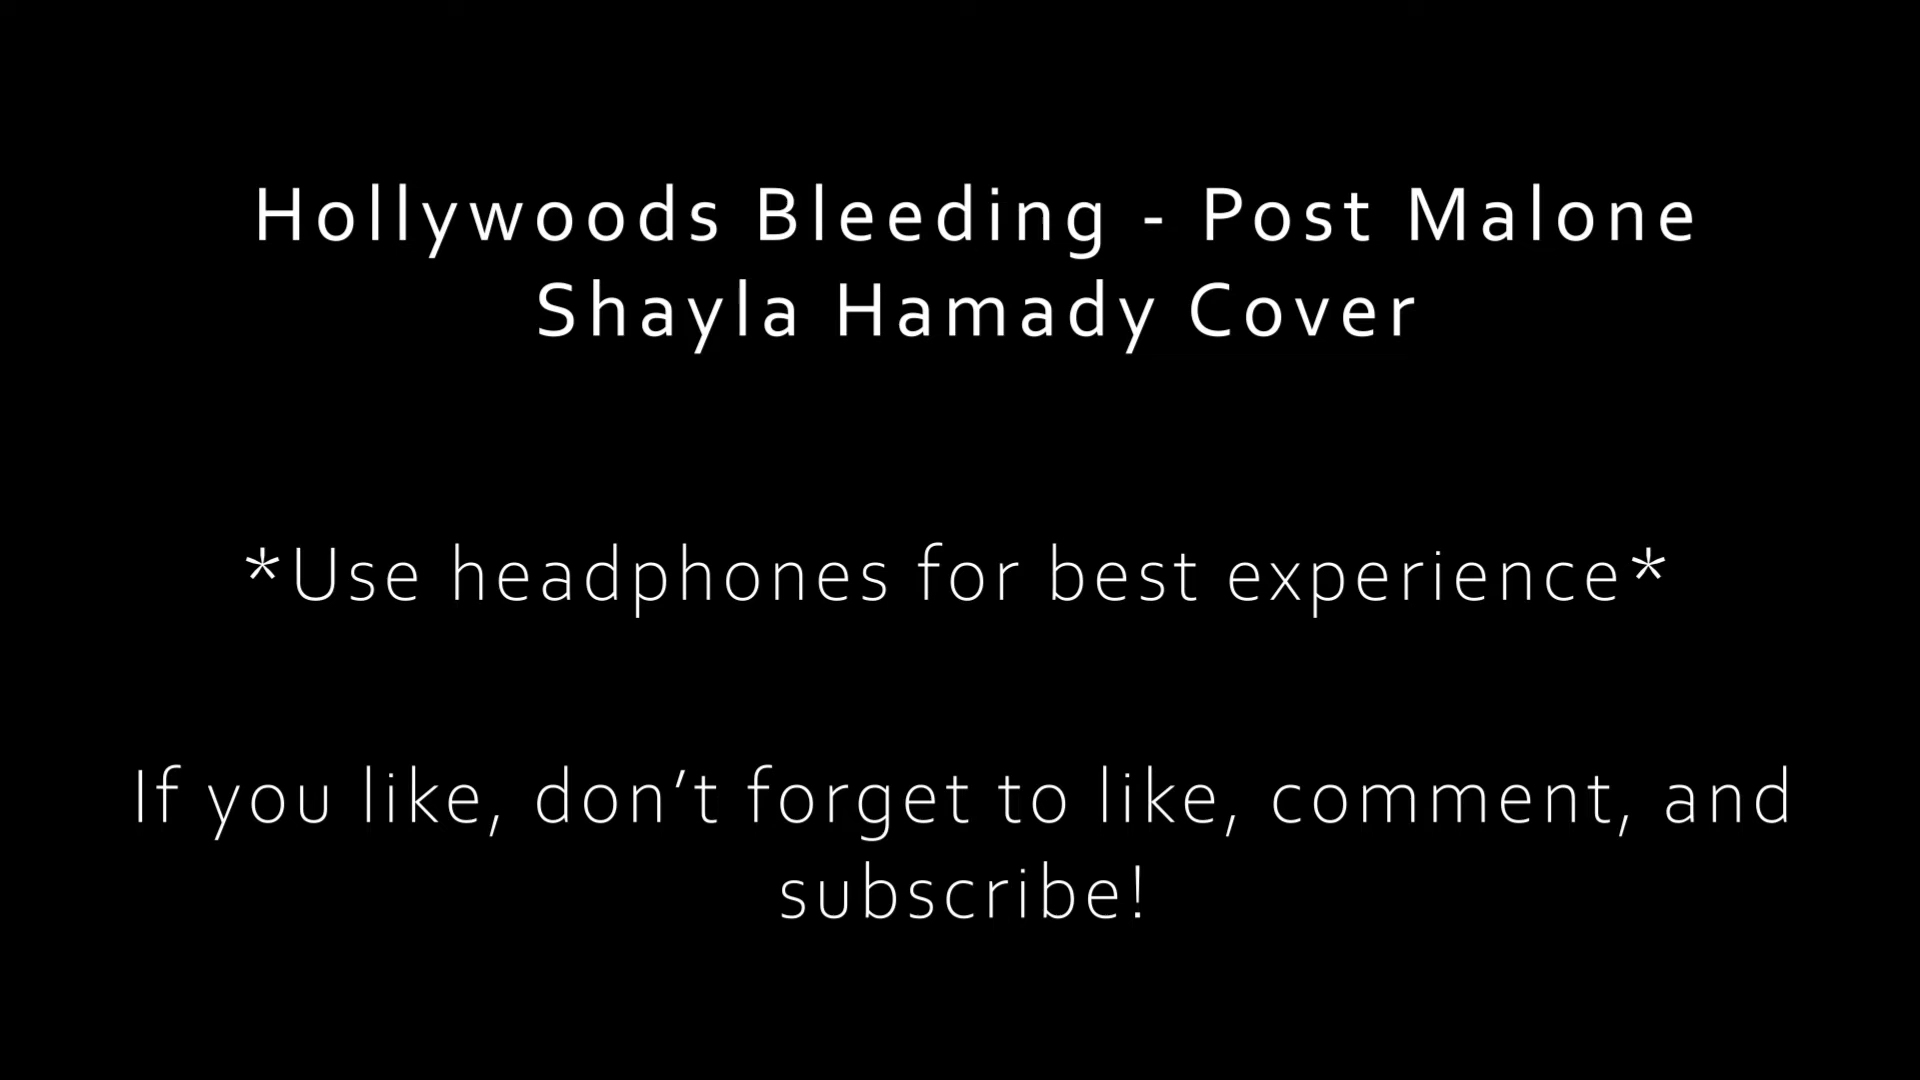 Hollywoods Bleeding - Post Malone
Shayla Hamady Cover
*Use headphones for best experience*
If you like, don’t forget to like, comment, and
subscribe!